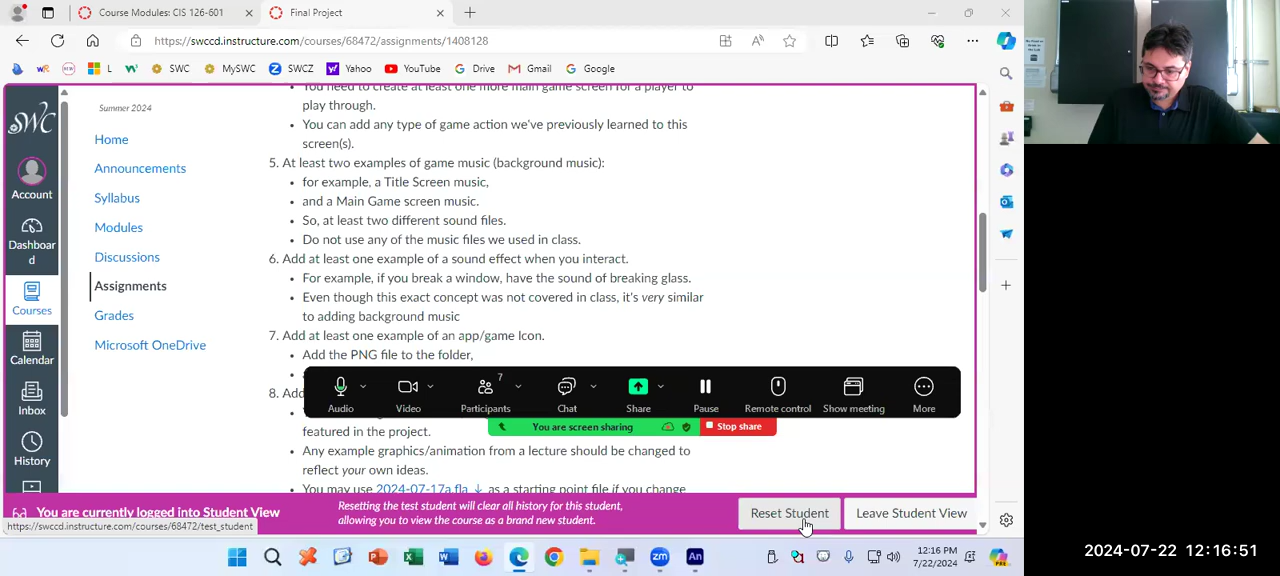 Course Modules: CIS 126-601
Final Project
https://swccd.instructure.com/courses/68472/assignments/1408128
L
SWC
MySWC
SWCZ
Yahoo
YouTube
Drive
Gmail
Google
SWC
Account
Dashboar
d
Courses
Calendar
Inbox
History
Summer 2024
Home
Announcements
Syllabus
Modules
Discussions
Assignments
Grades
Microsoft OneDrive
You need to create at least one more main game screen for a player to
play through.
You can add any type of game action we've previously learned to this
screen(s).
5. At least two examples of game music (background music):
for example, a Title Screen music,
and a Main Game screen music.
So, at least two different sound files.
Do not use any of the music files we used in class.
6. Add at least one example of a sound effect when you interact.
For example, if you break a window, have the sound of breaking glass.
Even though this exact concept was not covered in class, it's very similar
to adding background music
7. Add at least one example of an app/game Icon.
Add the PNG file to the folder,
8. Add
featured in the project.
Any example graphics/animation from a lecture should be changed to
reflect your own ideas.
You may use 2024-07-17a.fla as a starting point file if you change
Audio
Video
7
Participants
Chat
Share
Pause
Remote control
Show meeting
More
You are screen sharing
Stop share
You are currently logged into Student View
Resetting the test student will clear all history for this student,
allowing you to view the course as a brand new student.
Reset Student
Leave Student View
https://swccd.instructure.com/courses/68472/test_student
12:16 PM
7/22/2024
2024-07-22 12:16:51